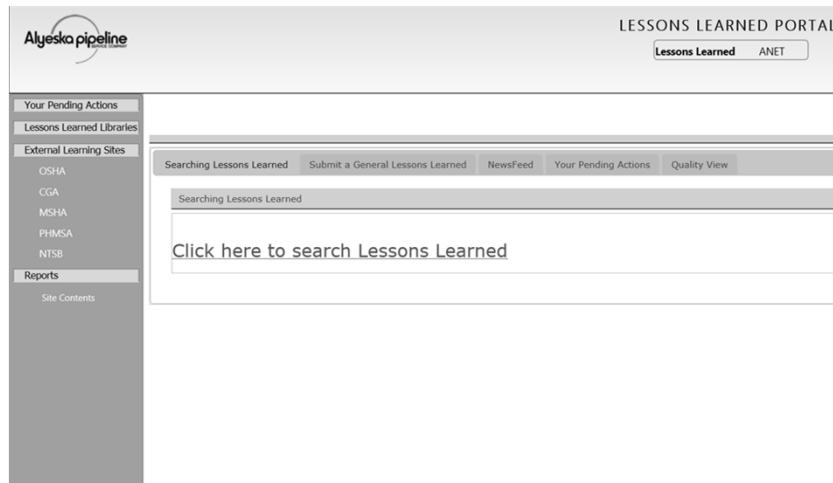 Alyeska pipeline
SERVICE COMPANY
LESSONS LEARNED PORTAL
Lessons Learned ANET
Your Pending Actions
Lessons Learned Libraries
External Learning Sites
OSHA
CGA
MSHA
PHMSA
NTSB
Reports
Site Contents
Searching Lessons Learned Submit a General Lessons Learned NewsFeed Your Pending Actions Quality View
Searching Lessons Learned
Click here to search Lessons Learned